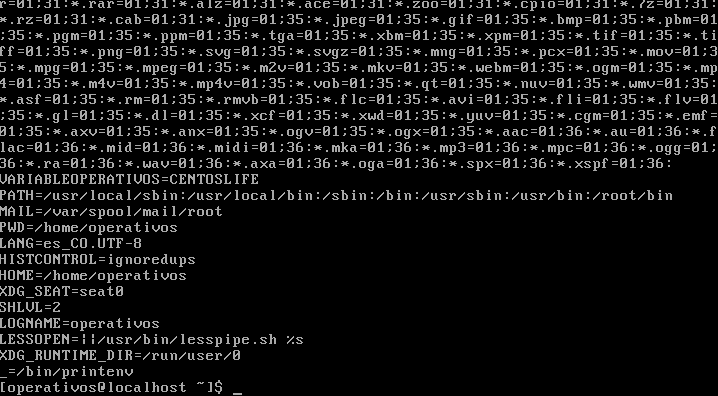 r=01;31:*.rar=01;31:*.alz=01;31:*.ace=01;31:*.zoo=01;31:*.cpio=01;31:*.7z=01;31:
*.rz=01;31:*.cab=01;31:*.jpg=01;35:*.jpeg=01;35:*.gif=01;35:*.bmp=01;35:*.pbm=01
;35:*.pgm=01;35:*.ppm=01;35:*.tga=01;35:*.xbm=01;35:*.xpm=01;35:*.tif=01;35:*.ti
ff=01;35:*.png=01;35:*.svg=01;35:*.svgz=01;35:*.mng=01;35:*.pcx=01;35:*.mov=01;3
5:*.mpg=01;35:*.mpeg=01;35:*.m2v=01;35:*.mkv=01;35:*.webm=01;35:*.ogm=01;35:*.mp
4=01;35:*.m4v=01;35:*.mp4v=01;35:*.vob=01;35:*.qt=01;35:*.nuv=01;35:*.wmv=01;35:
*.asf=01;35:*.rm=01;35:*.rmvb=01;35:*.flc=01;35:*.avi=01;35:*.fli=01;35:*.flv=01
;35:*.gl=01;35:*.dl=01;35:*.xcf=01;35:*.xwd=01;35:*.yuv=01;35:*.cgm=01;35:*.emf=
01;35:*.axv=01;35:*.anx=01;35:*.ogv=01;35:*.ogx=01;35:*.aac=01;36:*.au=01;36:*.f
lac=01;36:*.mid=01;36:*.midi=01;36:*.mka=01;36:*.mp3=01;36:*.mpc=01;36:*.ogg=01;
36:*.ra=01;36:*.wav=01;36:*.axa=01;36:*.oga=01;36:*.spx=01;36:*.xspf=01;36:
VARIABLEOPERATIVOS=CENTOSLIFE
PATH=/usr/local/sbin:/usr/local/bin:/sbin:/bin:/usr/sbin:/usr/bin:/root/bin
MAIL=/var/spool/mail/root
PWD=/home/operativos
LANG=es_CO.UTF-8
HISTCONTROL=ignoredups
HOME=/home/operativos
XDG_SEAT=seat0
SHLVL=2
LOGNAME=operativos
LESSOPEN=||/usr/bin/lesspipe.sh %s
XDG_RUNTIME_DIR=/run/user/0
_=/bin/printenv
[operativos@localhost ~]$ _